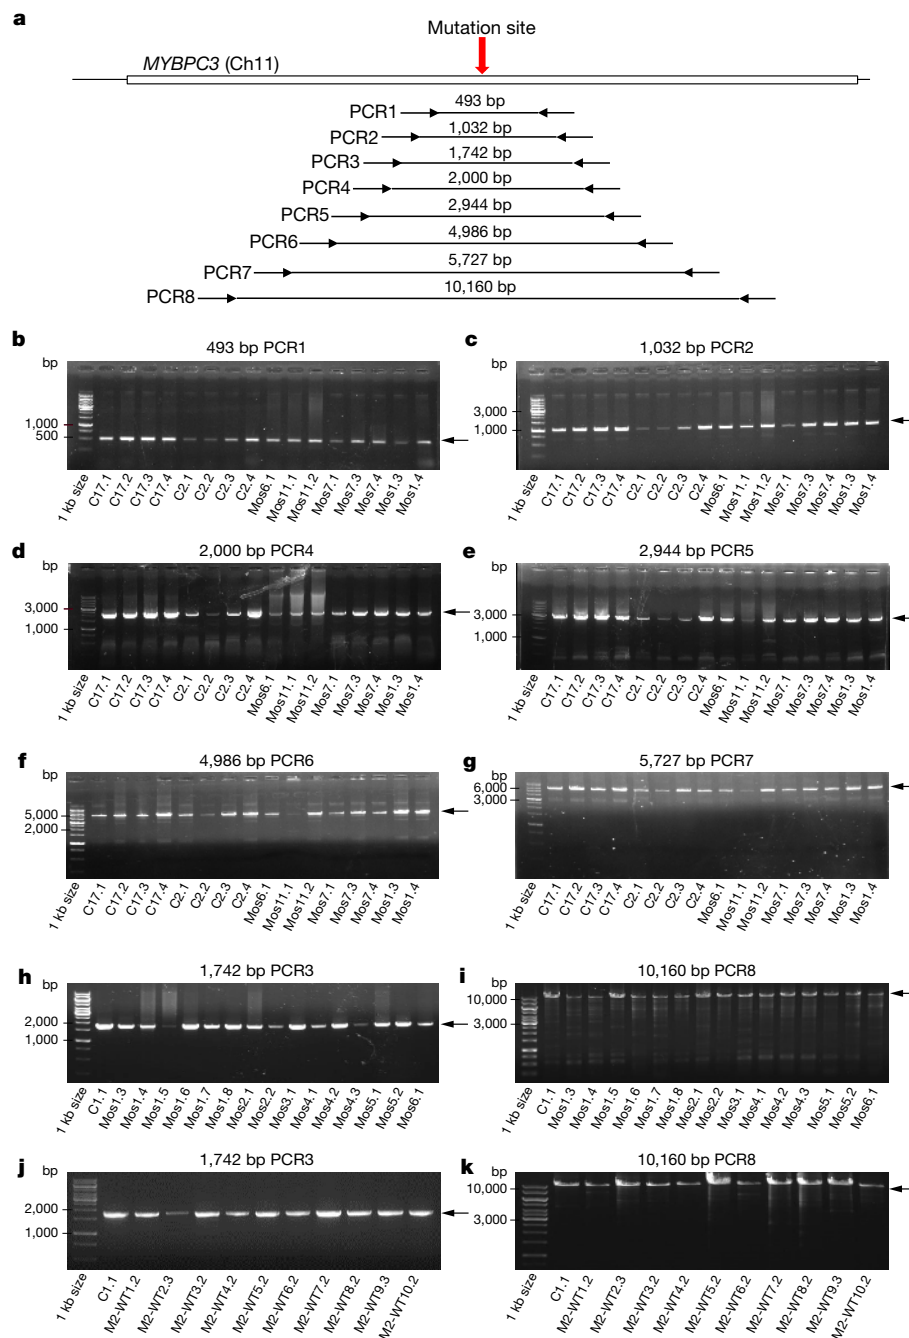 a
Mutation site
MYBPC3 (Ch11)
PCR1 493 bp
PCR2 1,032 bp
PCR3 1,742 bp
PCR4 2,000 bp
PCR5 2,944 bp
PCR6 4,986 bp
PCR7 5,727 bp
PCR8 10,160 bp
b 493 bp PCR1
bp
1,000
500
1 kb size C17.1 C17.2 C17.3 C17.4 C2.1 C2.2 C2.3 C2.4 Mos6.1 Mos11.1 Mos11.2 Mos7.1 Mos7.3 Mos7.4 Mos1.3 Mos1.4
c 1,032 bp PCR2
bp
3,000
1,000
1 kb size C17.1 C17.2 C17.3 C17.4 C2.1 C2.2 C2.3 C2.4 Mos6.1 Mos11.1 Mos11.2 Mos7.1 Mos7.3 Mos7.4 Mos1.3 Mos1.4
d 2,000 bp PCR4
bp
3,000
1,000
1 kb size C17.1 C17.2 C17.3 C17.4 C2.1 C2.2 C2.3 C2.4 Mos6.1 Mos11.1 Mos11.2 Mos7.1 Mos7.3 Mos7.4 Mos1.3 Mos1.4
e 2,944 bp PCR5
bp
3,000
1,000
1 kb size C17.1 C17.2 C17.3 C17.4 C2.1 C2.2 C2.3 C2.4 Mos6.1 Mos11.1 Mos11.2 Mos7.1 Mos7.3 Mos7.4 Mos1.3 Mos1.4
f 4,986 bp PCR6
bp
5,000
2,000
1 kb size C17.1 C17.2 C17.3 C17.4 C2.1 C2.2 C2.3 C2.4 Mos6.1 Mos11.1 Mos11.2 Mos7.1 Mos7.3 Mos7.4 Mos1.3 Mos1.4
g 5,727 bp PCR7
bp
6,000
3,000
1 kb size C17.1 C17.2 C17.3 C17.4 C2.1 C2.2 C2.3 C2.4 Mos6.1 Mos11.1 Mos11.2 Mos7.1 Mos7.3 Mos7.4 Mos1.3 Mos1.4
h 1,742 bp PCR3
bp
2,000
1,000
1 kb size C1.1 Mos1.3 Mos1.4 Mos1.5 Mos1.6 Mos1.7 Mos1.8 Mos2.1 Mos2.2 Mos3.1 Mos4.1 Mos4.2 Mos4.3 Mos5.1 Mos5.2 Mos6.1
i 10,160 bp PCR8
bp
10,000
3,000
1 kb size C1.1 Mos1.3 Mos1.4 Mos1.5 Mos1.6 Mos1.7 Mos1.8 Mos2.1 Mos2.2 Mos3.1 Mos4.1 Mos4.2 Mos4.3 Mos5.1 Mos5.2 Mos6.1
j 1,742 bp PCR3
bp
2,000
1,000
1 kb size C1.1 M2-WT1.2 M2-WT2.3 M2-WT3.2 M2-WT4.2 M2-WT5.2 M2-WT6.2 M2-WT7.2 M2-WT8.2 M2-WT9.3 M2-WT10.2
k 10,160 bp PCR8
bp
10,000
3,000
1 kb size C1.1 M2-WT1.2 M2-WT2.3 M2-WT3.2 M2-WT4.2 M2-WT5.2 M2-WT6.2 M2-WT7.2 M2-WT8.2 M2-WT9.3 M2-WT10.2